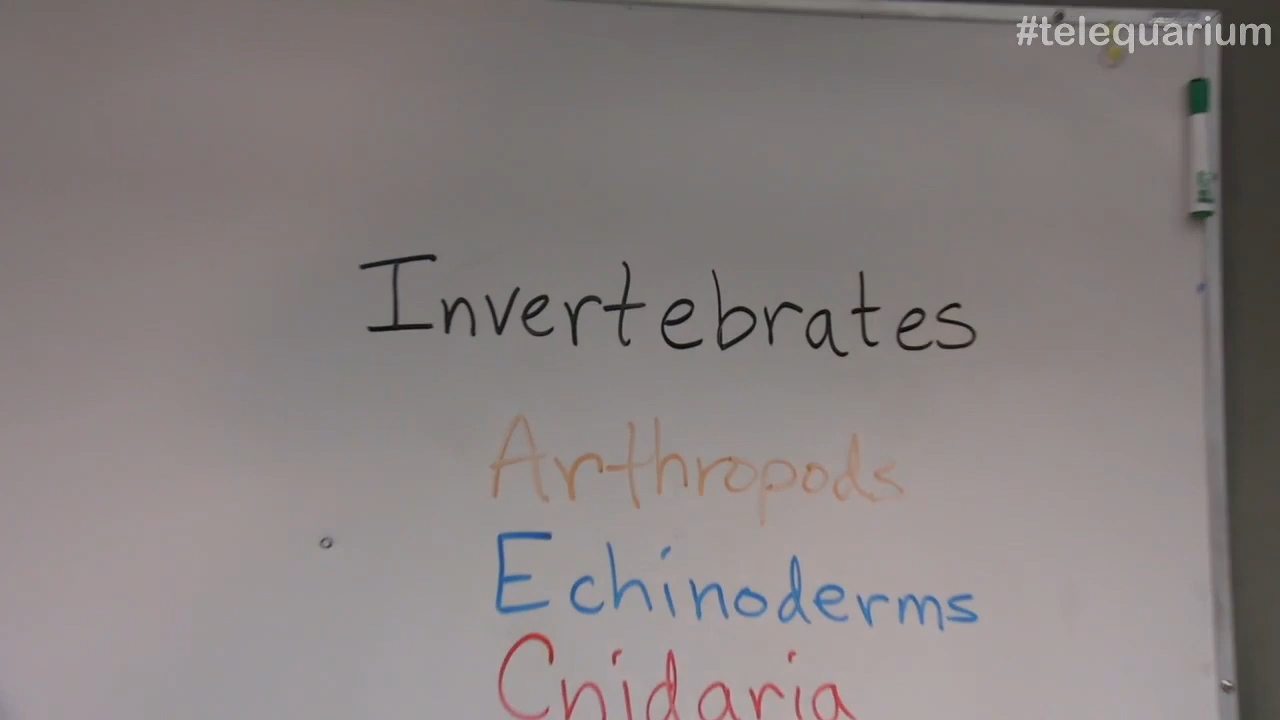 #telequarium
Invertebrates
Arthropods
Echinoderms
Cnidaria